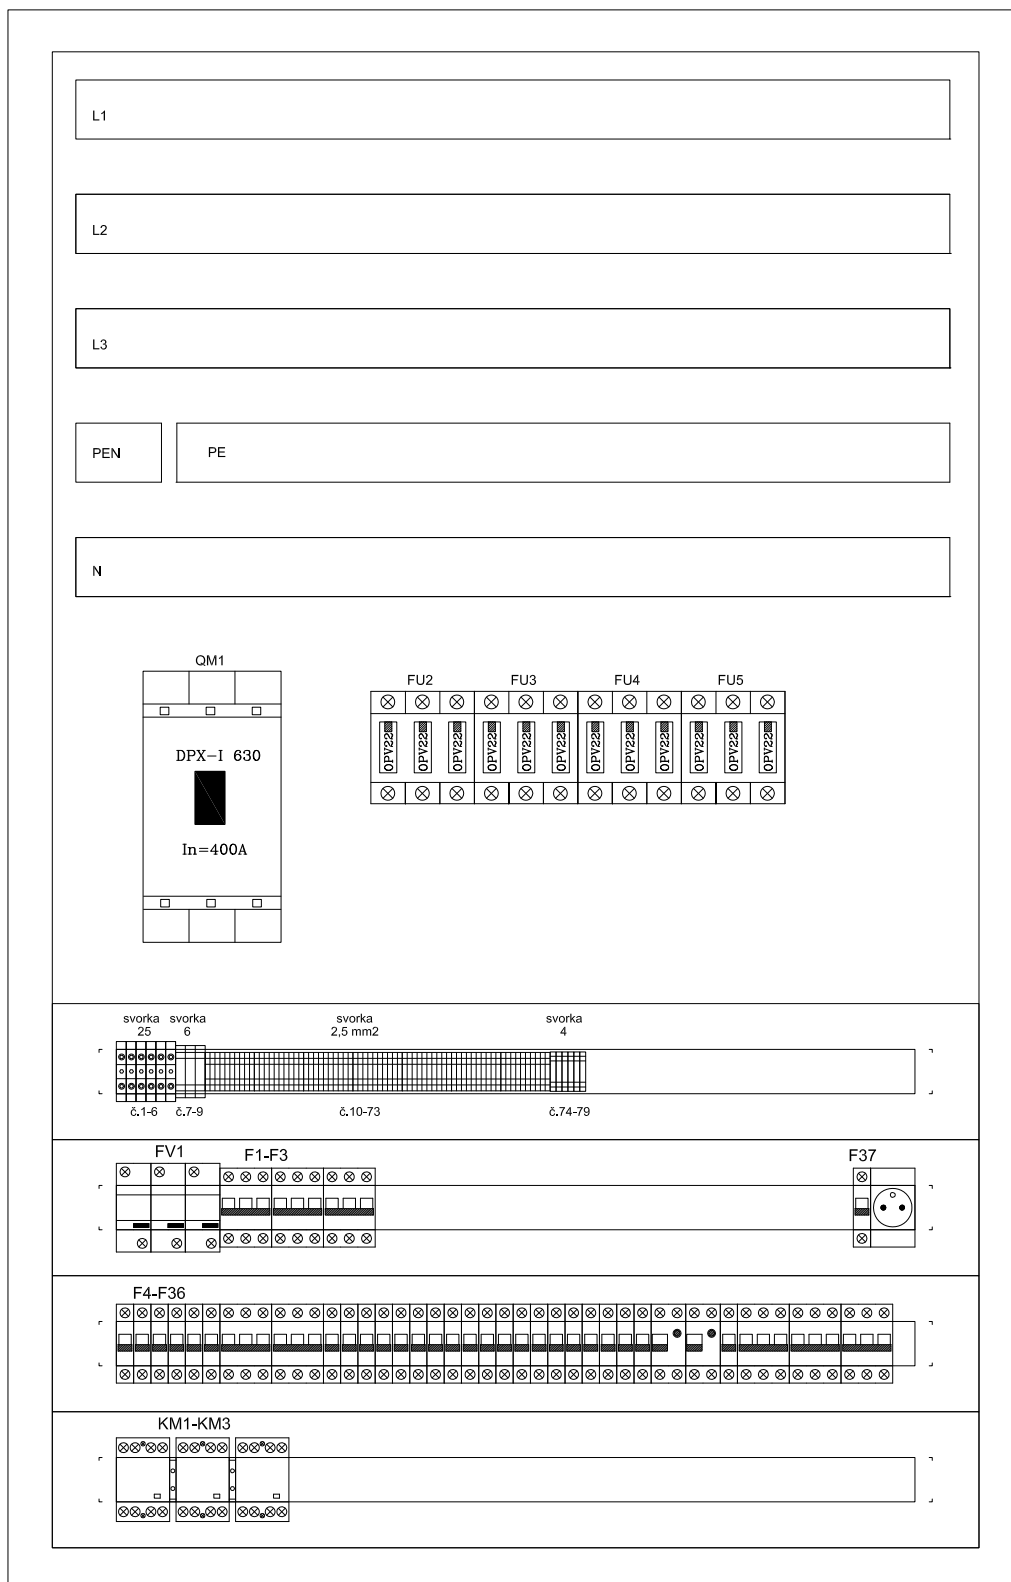 L1
L2
L3
PEN PE
N
QM1
FU2 FU3 FU4 FU5
OPV22 OPV22 OPV22 OPV22 OPV22 OPV22 OPV22 OPV22 OPV22 OPV22 OPV22 OPV22
DPX-I 630
In=400A
svorka svorka svorka svorka
25 6 2,5 mm2 4
č.1-6 č.7-9 č.10-73 č.74-79
FV1 F1-F3 F37
F4-F36
KM1-KM3